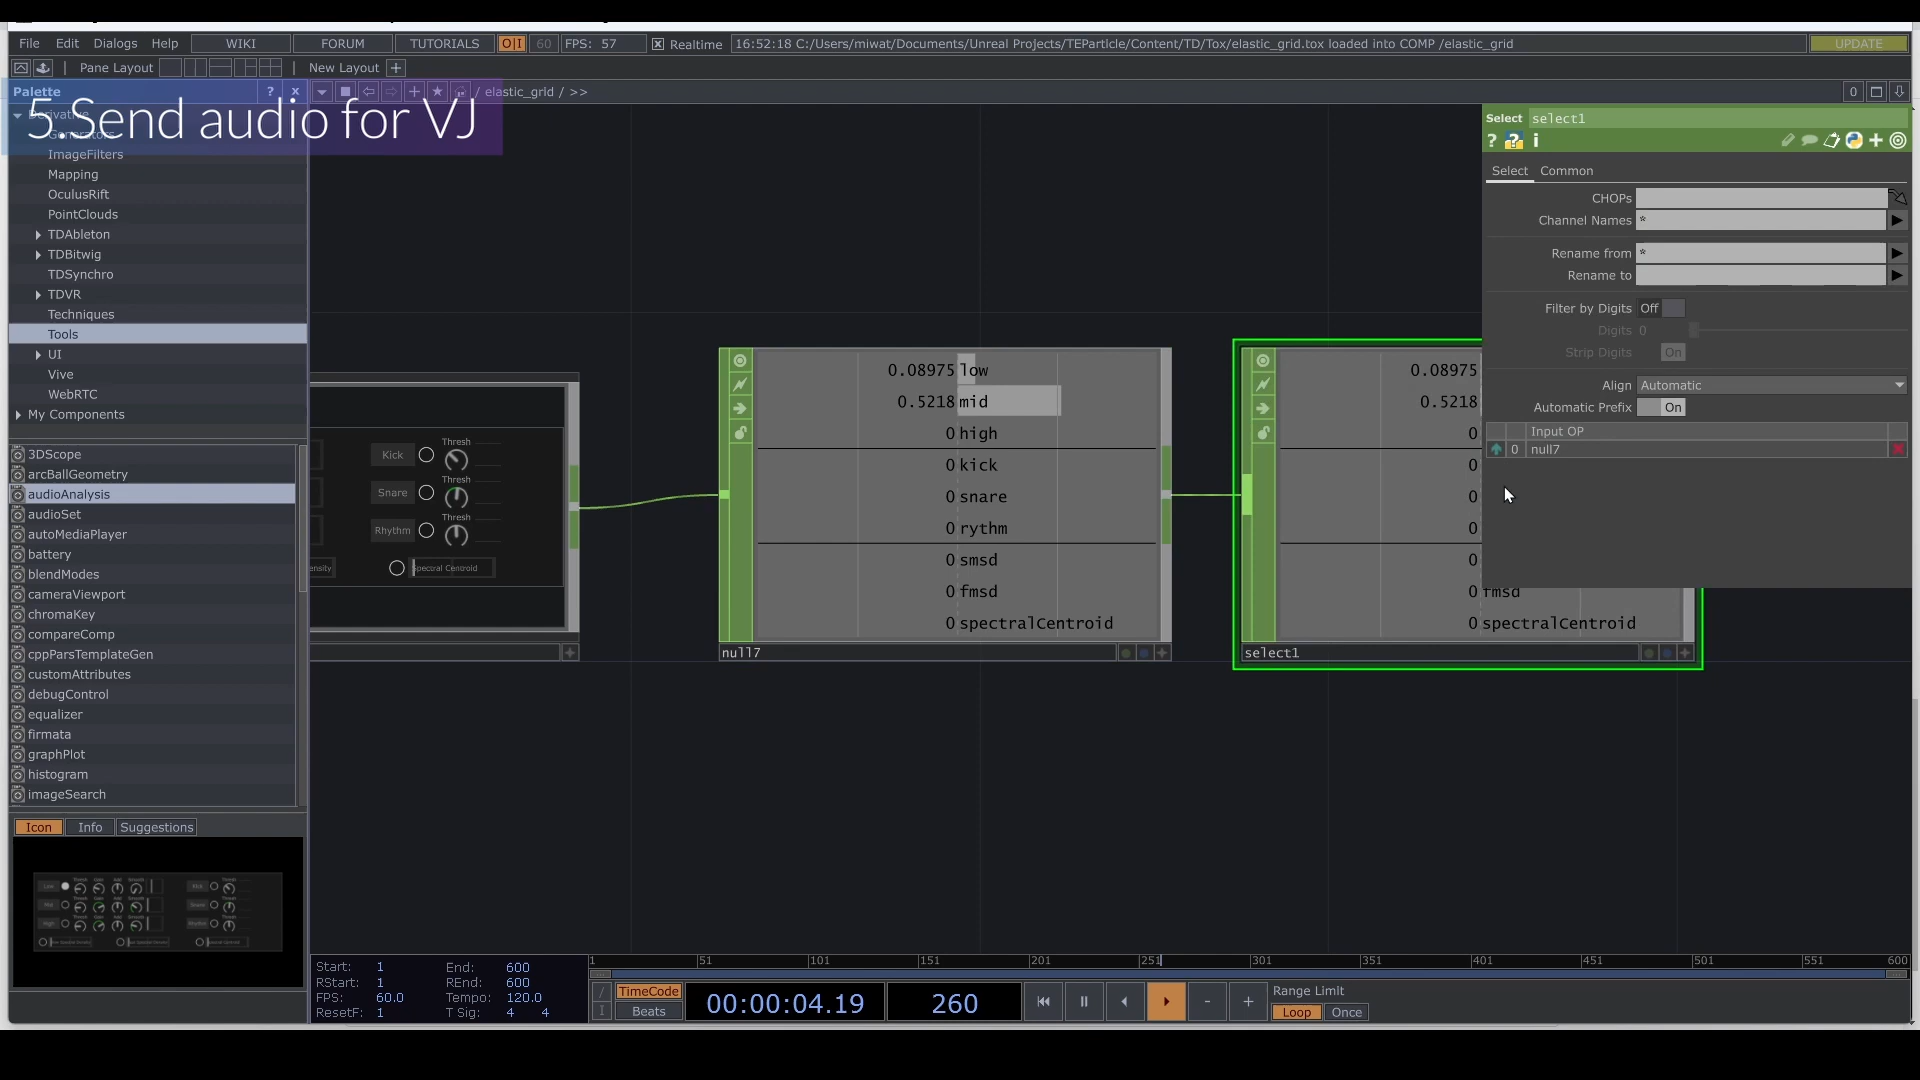 File Edit Dialogs Help WIKI FORUM TUTORIALS O|I 60 FPS: 57 Realtime 16:52:18 C:/Users/miwat/Documents/Unreal Projects/TEParticle/Content/TD/Tox/elastic_grid.tox loaded into COMP /elastic_grid UPDATE
Pane Layout New Layout +
Palette ? x / elastic_grid / >> 0
5.Send audio for VJ
Derivative
Generators
ImageFilters
Mapping
OculusRift
PointClouds
TDAbleton
TDBitwig
TDSynchro
TDVR
Techniques
Tools
UI
Vive
WebRTC
My Components
3DScope
arcBallGeometry
audioAnalysis
audioSet
autoMediaPlayer
battery
blendModes
cameraViewport
chromaKey
compareComp
cppParsTemplateGen
customAttributes
debugControl
equalizer
firmata
graphPlot
histogram
imageSearch
Icon Info Suggestions
Kick Thresh
Snare Thresh
Rhythm Thresh
ensity Spectral Centroid
0.08975 low
0.5218 mid
0 high
0 kick
0 snare
0 rythm
0 smsd
0 fmsd
0 spectralCentroid
null7
0.08975
0.5218
0
0
0
0
0
0 fmsd
0 spectralCentroid
select1
Select select1
? ? i
Select Common
CHOPs
Channel Names *
Rename from *
Rename to
Filter by Digits Off
Digits 0
Strip Digits On
Align Automatic
Automatic Prefix On
Input OP
0 null7
Start: 1 End: 600
RStart: 1 REnd: 600
FPS: 60.0 Tempo: 120.0
ResetF: 1 T Sig: 4 4
1 51 101 151 201 251 301 351 401 451 501 551 600
TimeCode
Beats
00:00:04.19 260 - +
Range Limit
Loop Once